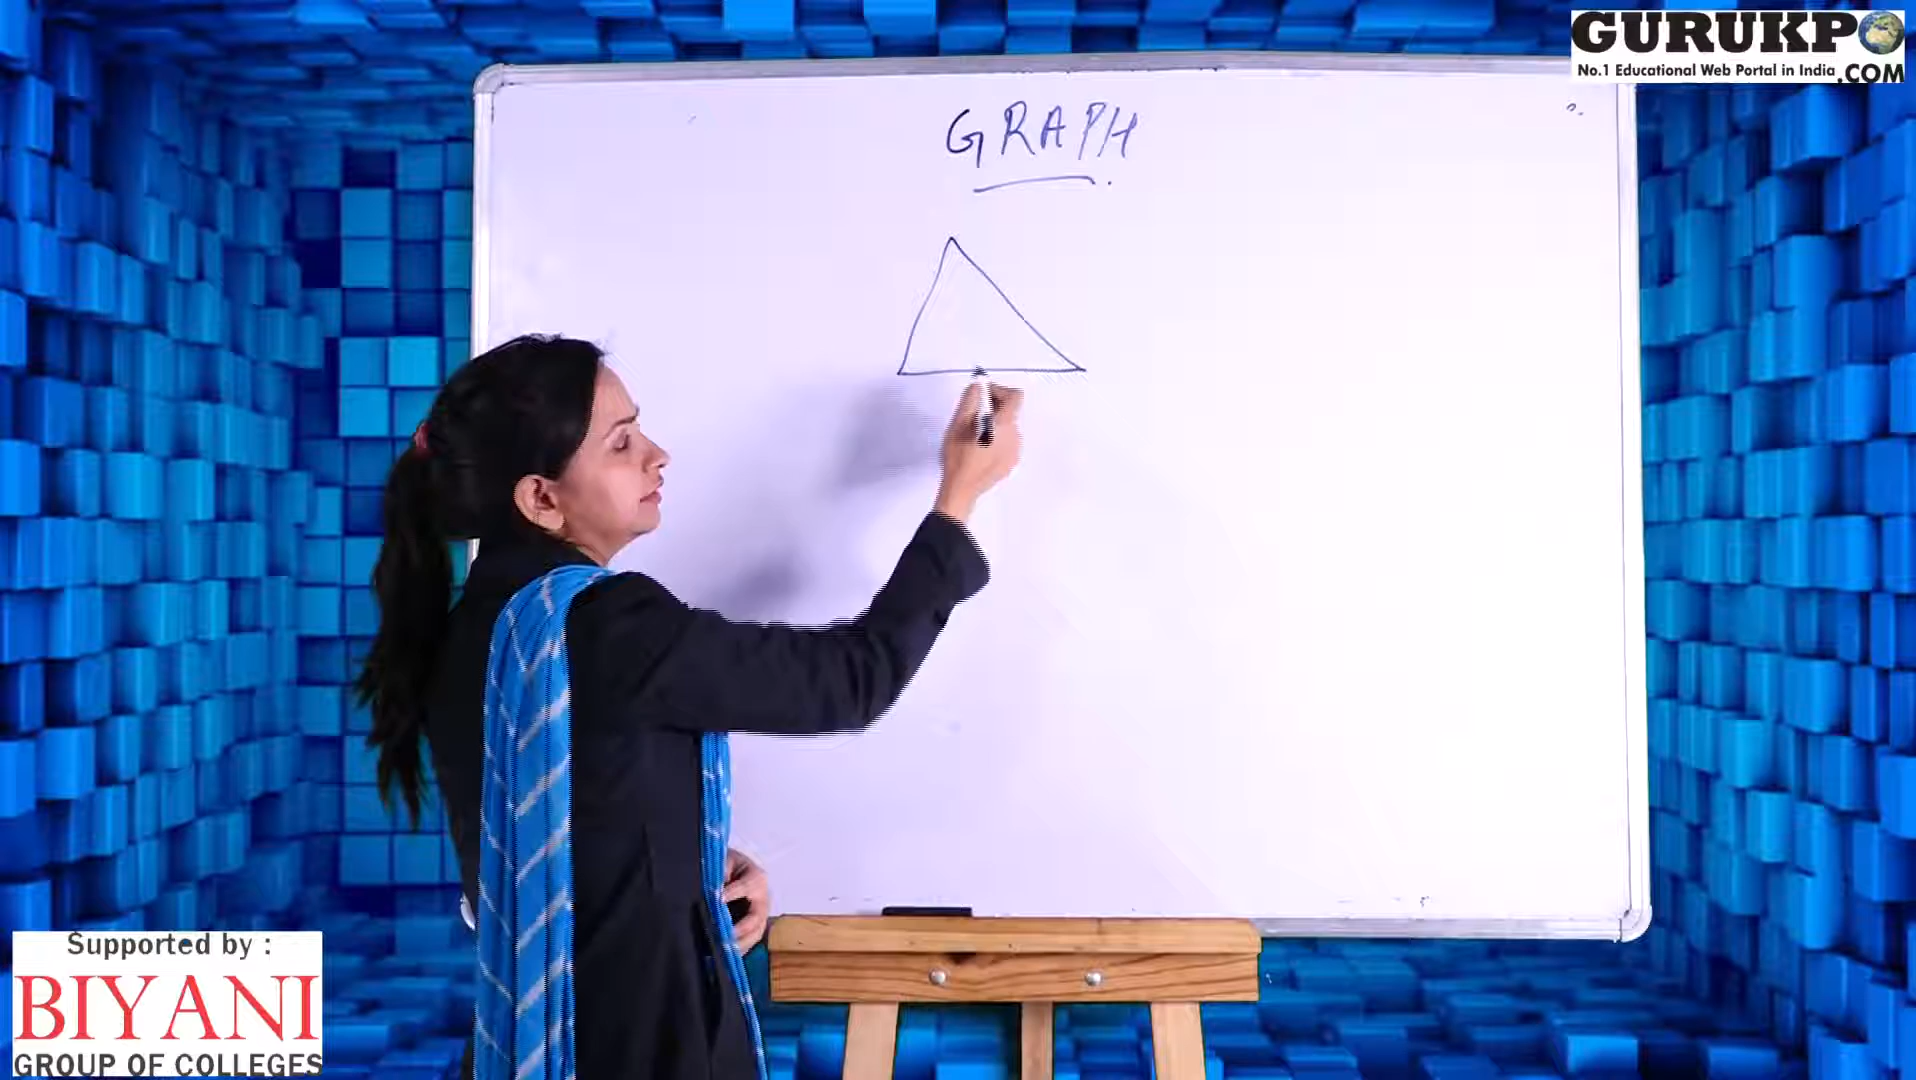 GURUKPO
No.1 Educational Web Portal in India .COM
GRAPH
Supported by :
BIYANI
GROUP OF COLLEGES